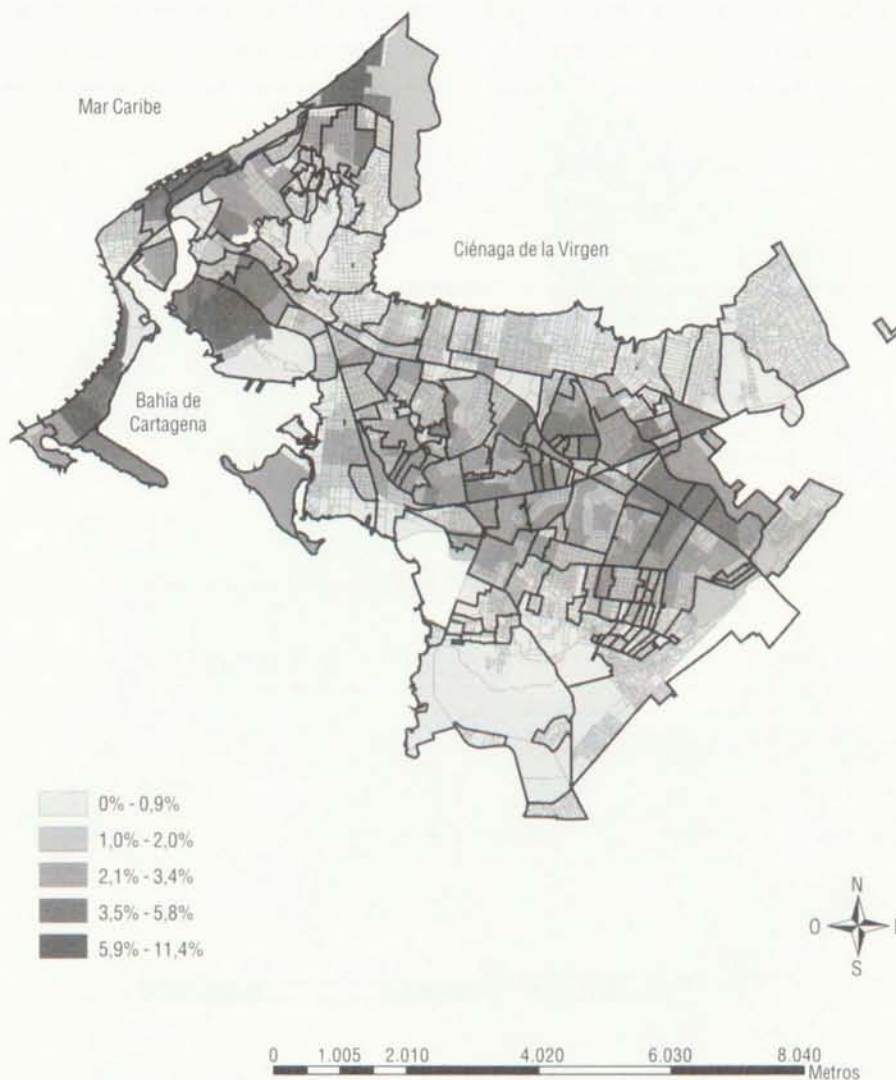 Mar Caribe
Ciénaga de la Virgen
Bahía de
Cartagena
0% - 0,9%
1,0% - 2,0%
2,1% - 3,4%
3,5% - 5,8%
5,9% - 11,4%
N
O
S
0 1.005 2.010 4.020 6.030 8.040
Metros